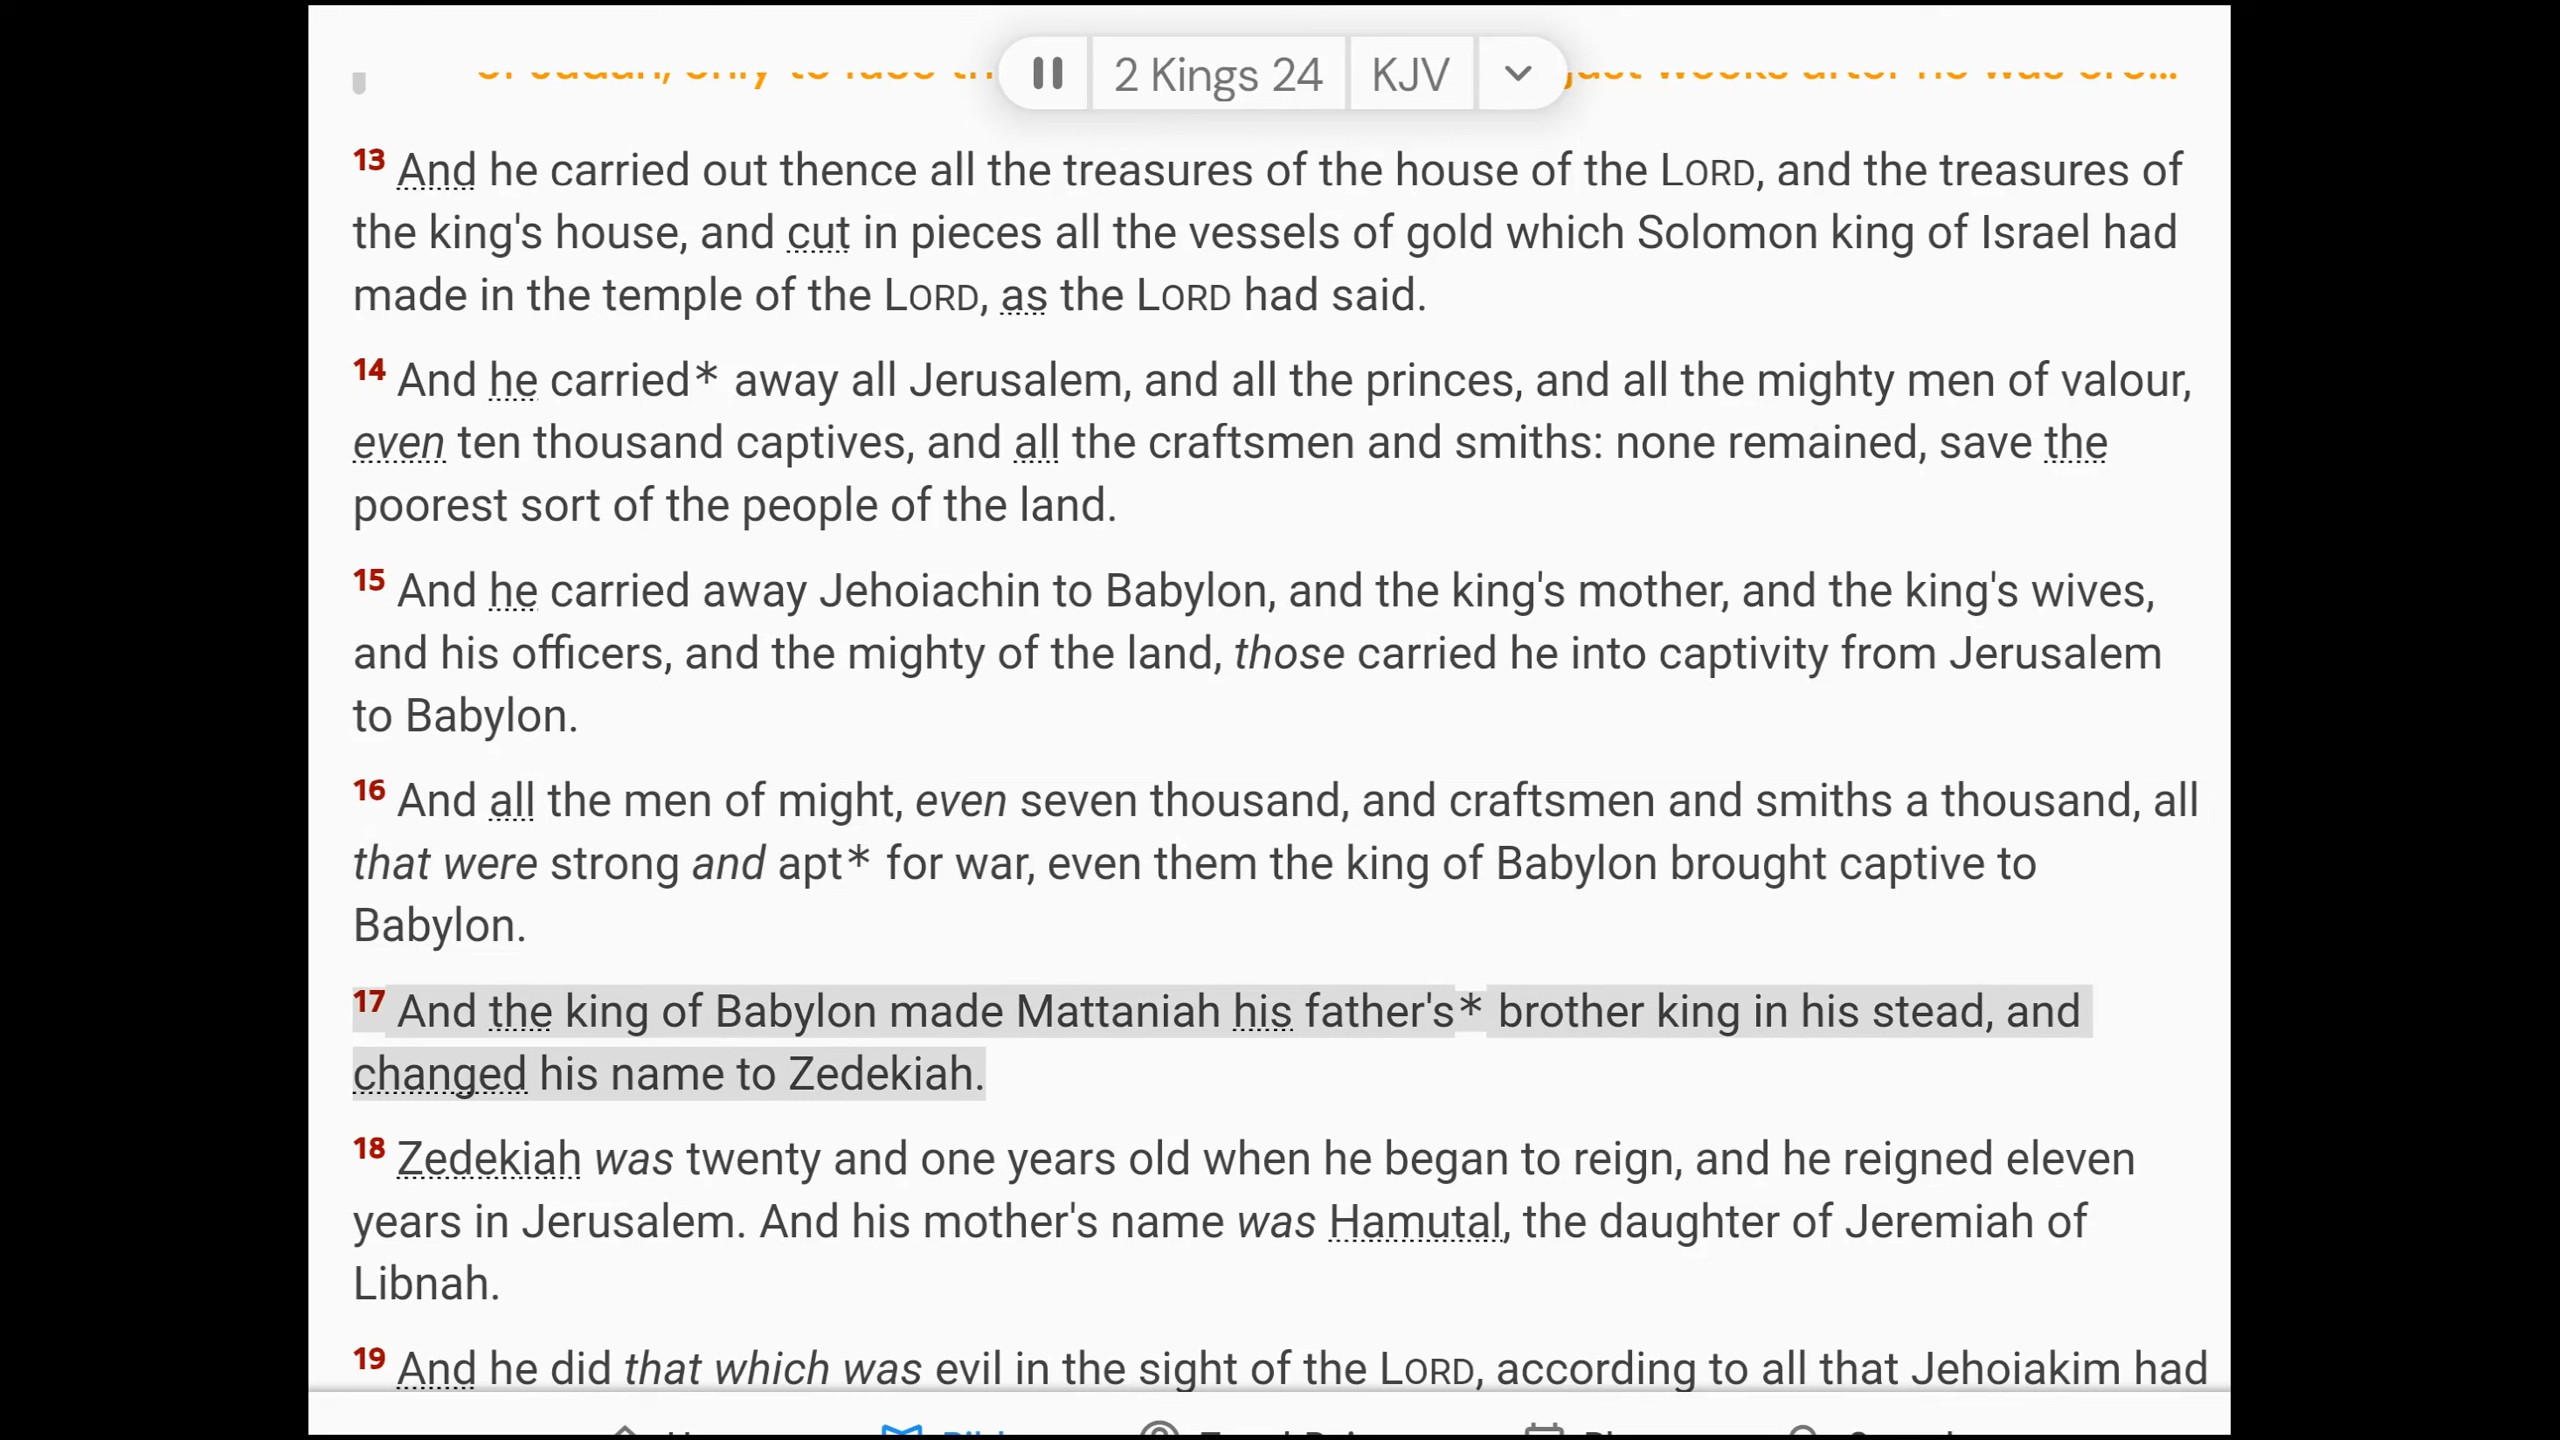 2 Kings 24 KJV
13 And he carried out thence all the treasures of the house of the LORD, and the treasures of
the king's house, and cut in pieces all the vessels of gold which Solomon king of Israel had
made in the temple of the LORD, as the LORD had said.
14 And he carried* away all Jerusalem, and all the princes, and all the mighty men of valour,
even ten thousand captives, and all the craftsmen and smiths: none remained, save the
poorest sort of the people of the land.
15 And he carried away Jehoiachin to Babylon, and the king's mother, and the king's wives,
and his officers, and the mighty of the land, those carried he into captivity from Jerusalem
to Babylon.
16 And all the men of might, even seven thousand, and craftsmen and smiths a thousand, all
that were strong and apt* for war, even them the king of Babylon brought captive to
Babylon.
17 And the king of Babylon made Mattaniah his father's* brother king in his stead, and
changed his name to Zedekiah.
18 Zedekiah was twenty and one years old when he began to reign, and he reigned eleven
years in Jerusalem. And his mother's name was Hamutal, the daughter of Jeremiah of
Libnah.
19 And he did that which was evil in the sight of the LORD, according to all that Jehoiakim had